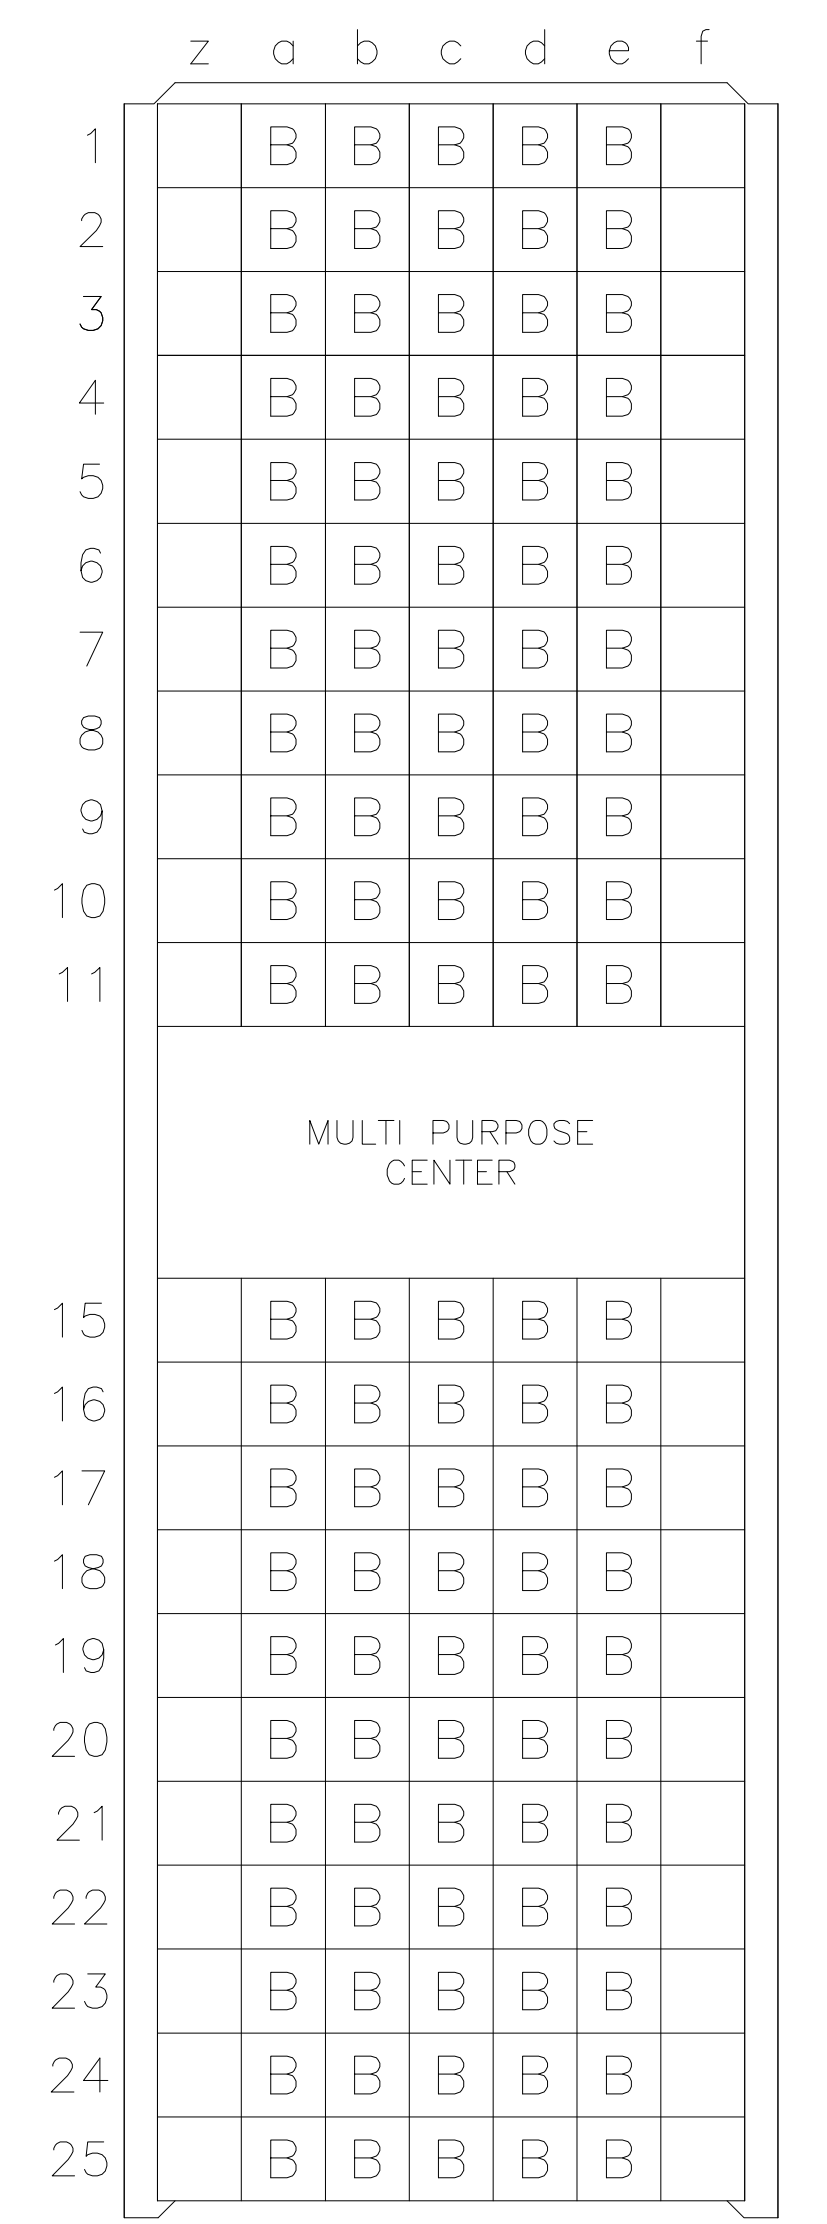 z a b c d e f
1 B B B B B
2 B B B B B
3 B B B B B
4 B B B B B
5 B B B B B
6 B B B B B
7 B B B B B
8 B B B B B
9 B B B B B
10 B B B B B
11 B B B B B
MULTI PURPOSE
CENTER
15 B B B B B
16 B B B B B
17 B B B B B
18 B B B B B
19 B B B B B
20 B B B B B
21 B B B B B
22 B B B B B
23 B B B B B
24 B B B B B
25 B B B B B